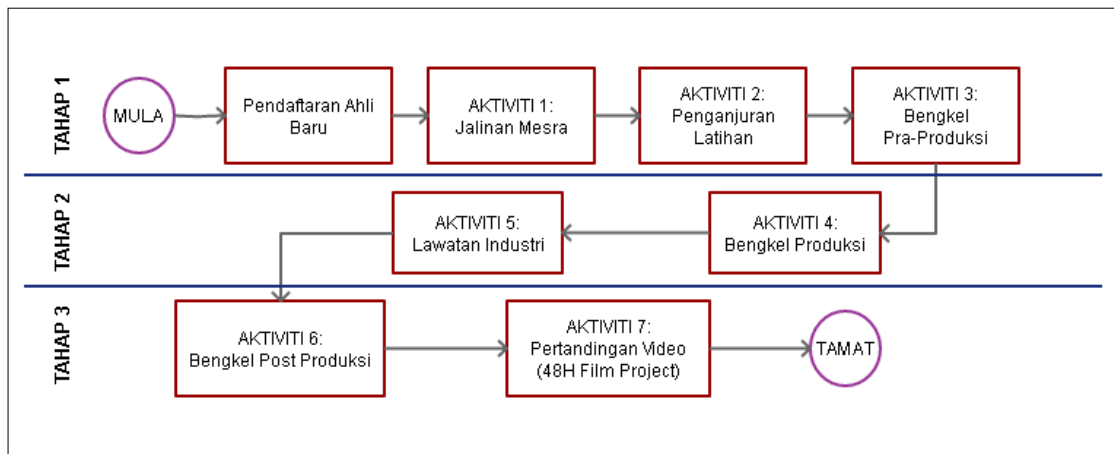 TAHAP 1
MULA
Pendaftaran Ahli
Baru
AKTIVITI 1:
Jalinan Mesra
AKTIVITI 2:
Penganjuran
Latihan
AKTIVITI 3:
Bengkel
Pra-Produksi
TAHAP 2
AKTIVITI 5:
Lawatan Industri
AKTIVITI 4:
Bengkel Produksi
TAHAP 3
AKTIVITI 6:
Bengkel Post Produksi
AKTIVITI 7:
Pertandingan Video
(48H Film Project)
TAMAT